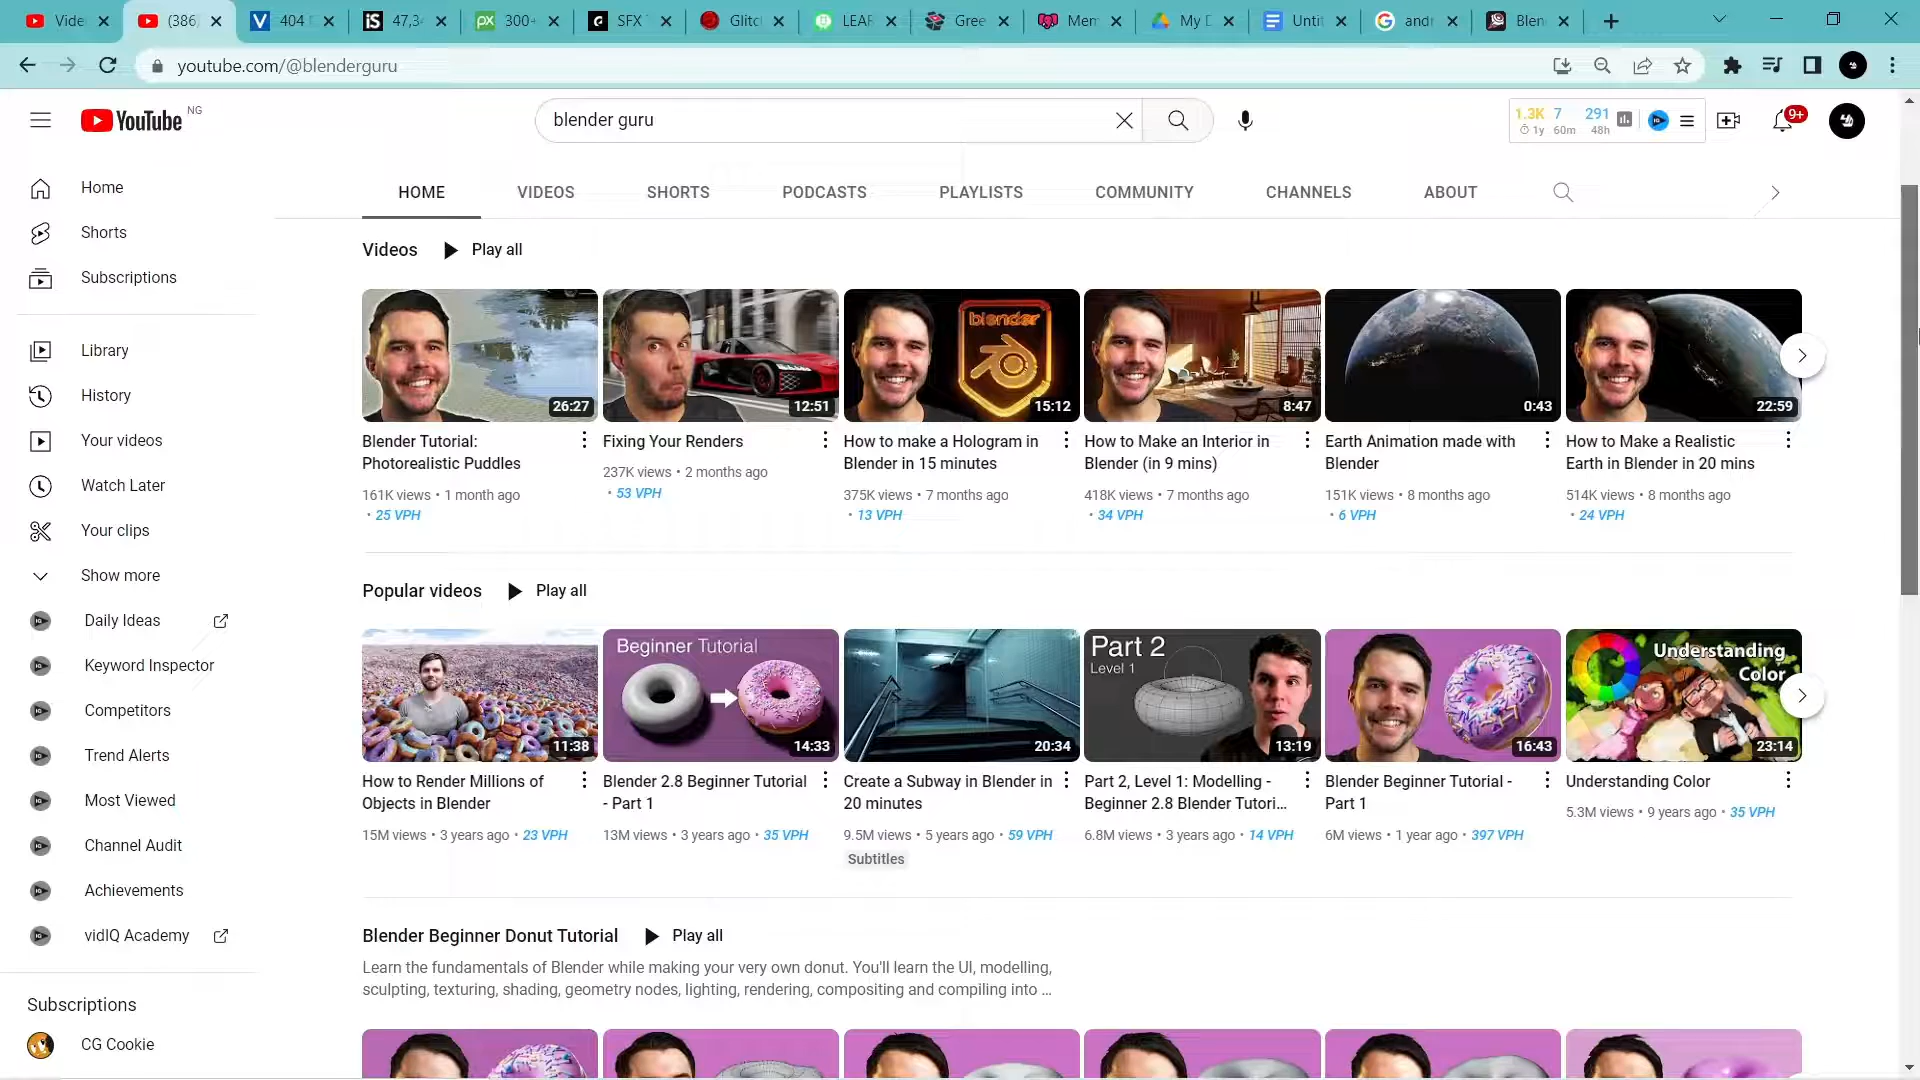 Vide
(386
404
47,3
300+
SFX
Glitc
LEAF
Gree
Mem
My D
Untit
andr
Blen
youtube.com/@blenderguru
YouTube NG
blender guru
1.3K 7 291
1y 60m 48h
9+
Home
Shorts
Subscriptions
Library
History
Your videos
Watch Later
Your clips
Show more
Daily Ideas
Keyword Inspector
Competitors
Trend Alerts
Most Viewed
Channel Audit
Achievements
vidIQ Academy
Subscriptions
CG Cookie
HOME VIDEOS SHORTS PODCASTS PLAYLISTS COMMUNITY CHANNELS ABOUT
Videos Play all
26:27
Blender Tutorial:
Photorealistic Puddles
161K views • 1 month ago
• 25 VPH
12:51
Fixing Your Renders
237K views • 2 months ago
• 53 VPH
blender
15:12
How to make a Hologram in
Blender in 15 minutes
375K views • 7 months ago
• 13 VPH
8:47
How to Make an Interior in
Blender (in 9 mins)
418K views • 7 months ago
• 34 VPH
0:43
Earth Animation made with
Blender
151K views • 8 months ago
• 6 VPH
22:59
How to Make a Realistic
Earth in Blender in 20 mins
514K views • 8 months ago
• 24 VPH
Popular videos Play all
11:38
How to Render Millions of
Objects in Blender
15M views • 3 years ago • 23 VPH
Beginner Tutorial
14:33
Blender 2.8 Beginner Tutorial
- Part 1
13M views • 3 years ago • 35 VPH
20:34
Create a Subway in Blender in
20 minutes
9.5M views • 5 years ago • 59 VPH
Subtitles
Part 2
Level 1
13:19
Part 2, Level 1: Modelling -
Beginner 2.8 Blender Tutori...
6.8M views • 3 years ago • 14 VPH
16:43
Blender Beginner Tutorial -
Part 1
6M views • 1 year ago • 397 VPH
Understanding
Color
23:14
Understanding Color
5.3M views • 9 years ago • 35 VPH
Blender Beginner Donut Tutorial Play all
Learn the fundamentals of Blender while making your very own donut. You'll learn the UI, modelling,
sculpting, texturing, shading, geometry nodes, lighting, rendering, compositing and compiling into ...